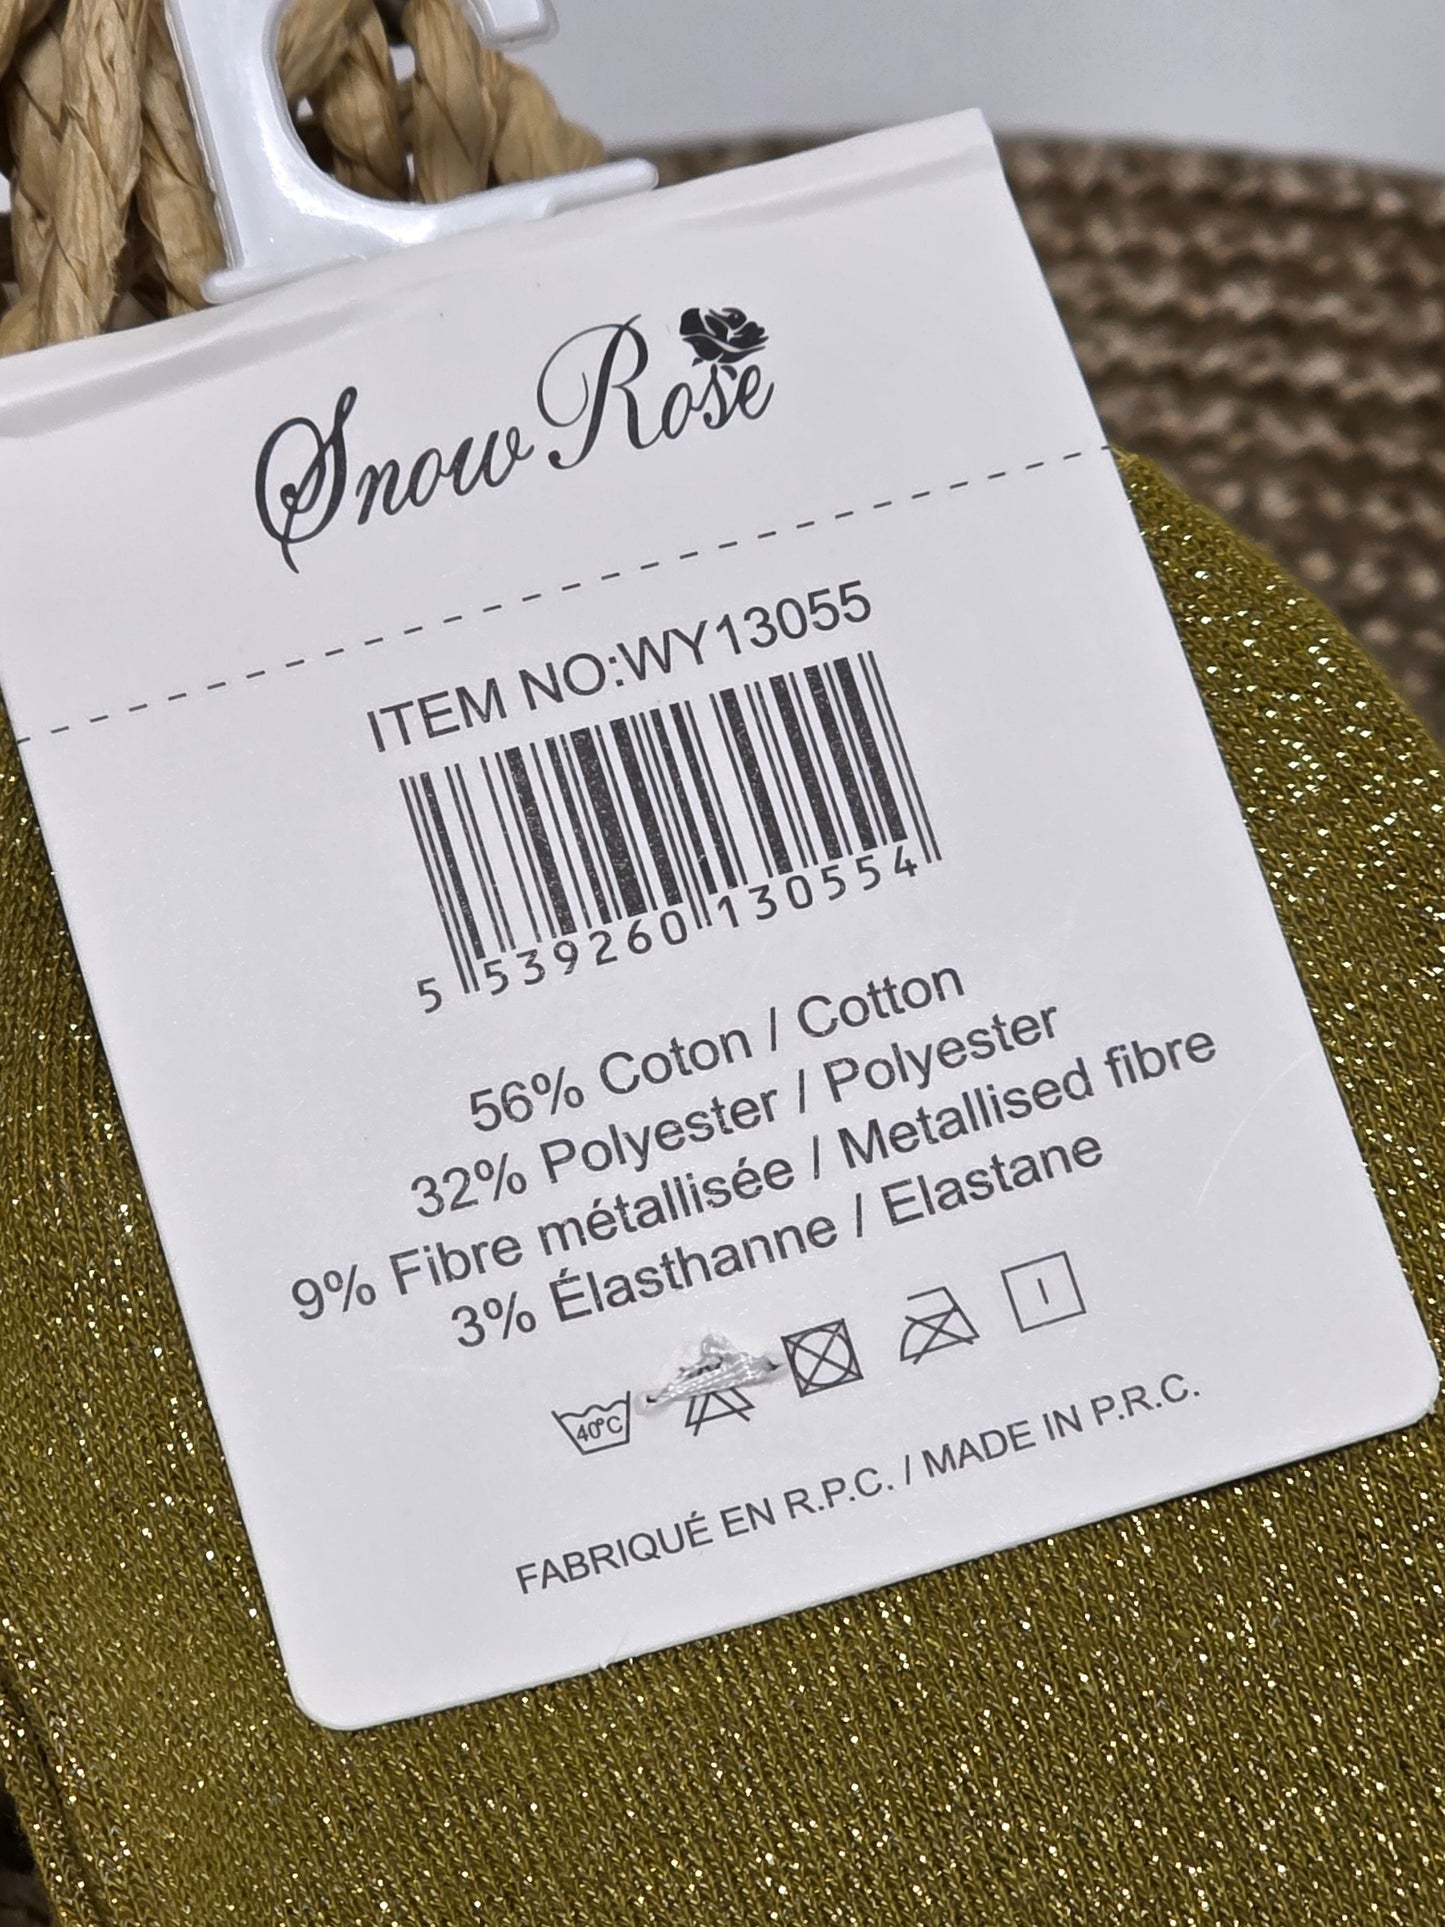 Snow Rose
ITEM NO:WY13055
5 539260 130554
56% Coton / Cotton
32% Polyester / Polyester
9% Fibre métallisée / Metallised fibre
3% Élasthanne / Elastane
40°C
FABRIQUÉ EN R.P.C. / MADE IN P.R.C.